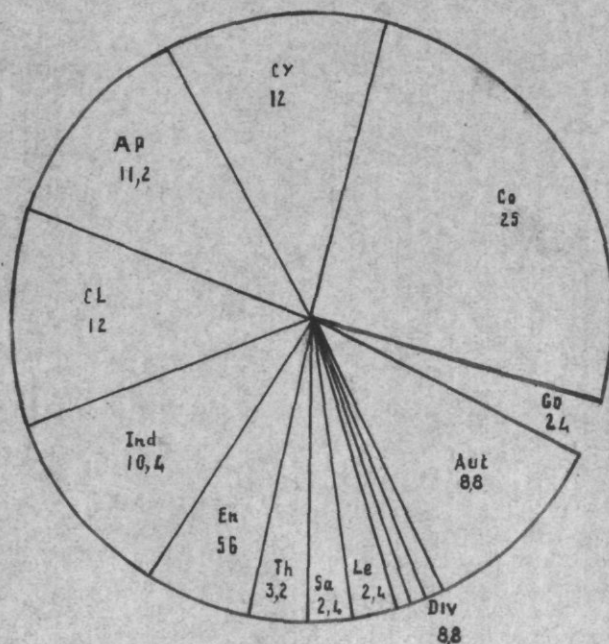 CY
12
Co
25
Ap
11,2
CL
12
Go
2,4
Aut
8,8
Ind
10,4
En
56
Th
3,2
Sa
2,4
Le
2,4
Div
8,8